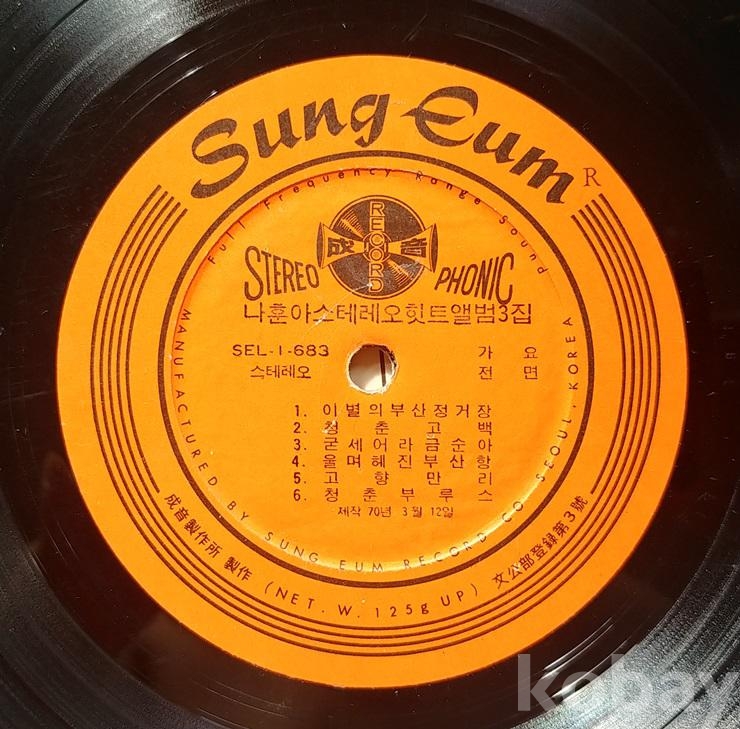 Sung Eum R
Full Frequency Range Sound
RECORD
成音
STEREO PHONIC
나훈아스테레오힛트앨범3집
SEL-1-683 가요
스테레오 전면
1. 이별의부산정거장
2. 청춘고백
3. 굳세어라금순아
4. 울며헤진부산항
5. 고향만리
6. 청춘부루스
제작 70년 3월 12일
MANUFACTURED BY SUNG EUM RECORD CO. SEOUL, KOREA
成音製作所 製作 (NET. W. 125g UP) 文公部登録第3號
kobay